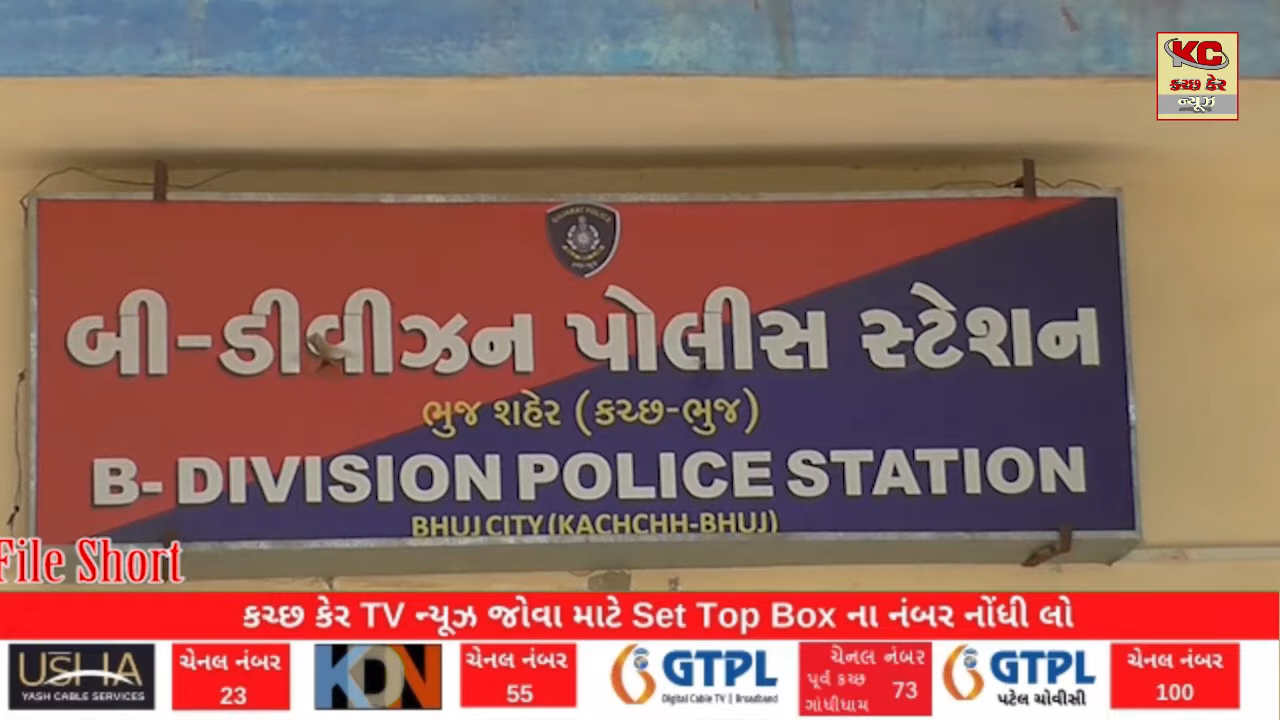 KC
કચ્છ કેર
ન્યૂઝ
GUJARAT POLICE
બી-ડીવીઝન પોલીસ સ્ટેશન
ભુજ શહેર (કચ્છ-ભુજ)
B- DIVISION POLICE STATION
BHUJ CITY (KACHCHH-BHUJ)
File Short
કચ્છ કેર TV ન્યૂઝ જોવા માટે Set Top Box ના નંબર નોંધી લો
USHA
YASH CABLE SERVICES
ચેનલ નંબર
23
KDN
ચેનલ નંબર
55
GTPL
Digital Cable TV | Broadband
ચેનલ નંબર
પૂર્વ કચ્છ
ગાંધીધામ
73
GTPL
પટેલ ચોવીસી
ચેનલ નંબર
100